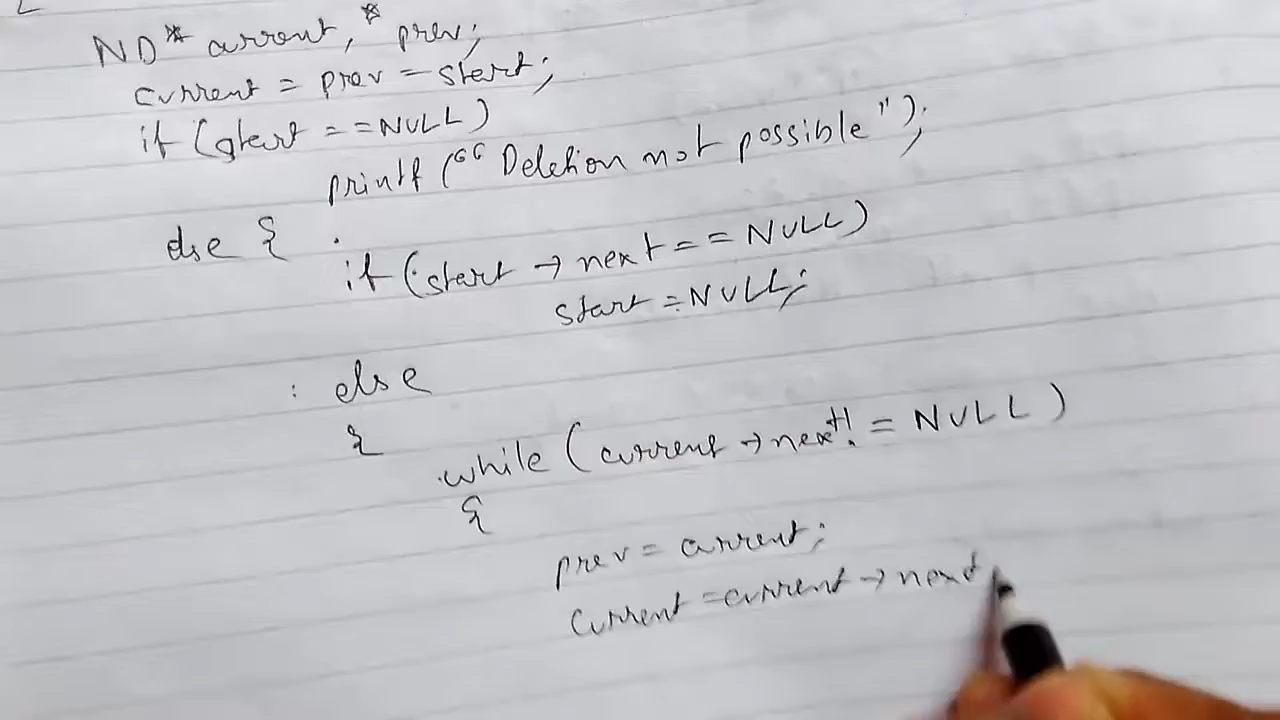 ND* current, * prev;
current = prev = start;
if (start == NULL)
printf (“ Deletion not possible ");
else {
if (start → next == NULL)
start = NULL;
else
{
while (current → next != NULL)
{
prev = current;
current = current → next